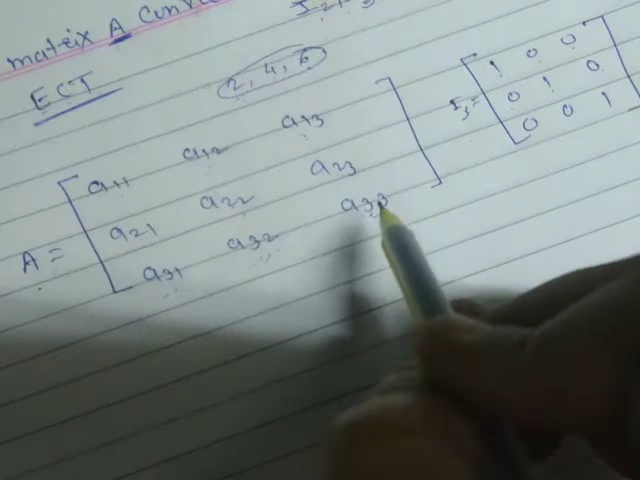 matrix A
ECT
2, 4, 6
A = [ a11 a12 a13
a21 a22 a23
a31 a32 a33 ]
I3 = [ 1 0 0
0 1 0
0 0 1 ]